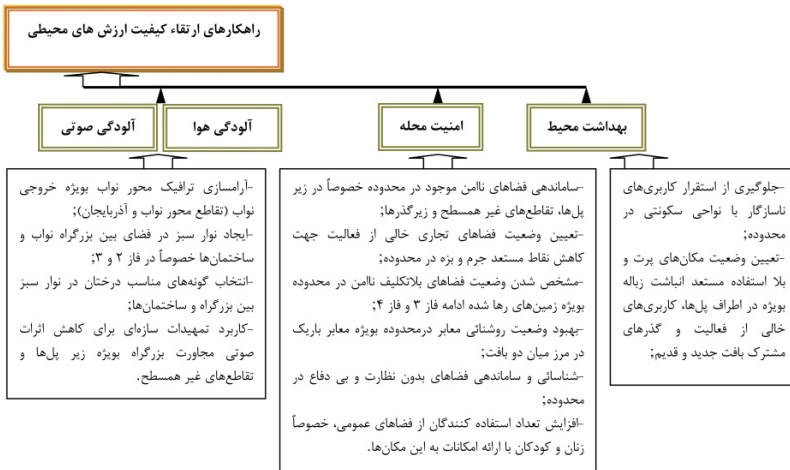 راهکارهای ارتقاء کیفیت ارزش های محیطی
بهداشت محیط
امنیت محله
آلودگی هوا
آلودگی صوتی
-جلوگیری از استقرار کاربری‌های
ناسازگار با نواحی سکونتی در
محدوده;
-تعیین وضعیت مکان‌های پرت و
بلا استفاده مستعد انباشت زباله
بویژه در اطراف پل‌ها، کاربری‌های
خالی از فعالیت و گذرهای
مشترک بافت جدید و قدیم;
-ساماندهی فضاهای ناامن موجود در محدوده خصوصاً در زیر
پل‌ها، تقاطع‌های غیر همسطح و زیرگذرها;
-تعیین وضعیت فضاهای تجاری خالی از فعالیت جهت
کاهش نقاط مستعد جرم و بزه در محدوده;
-مشخص شدن وضعیت فضاهای بلاتکلیف ناامن در محدوده
بویژه زمین‌های رها شده ادامه فاز ۳ و فاز ۴;
-بهبود وضعیت روشنائی معابر درمحدوده بویژه معابر باریک
در مرز میان دو بافت;
-شناسائی و ساماندهی فضاهای بدون نظارت و بی دفاع در
محدوده;
-افزایش تعداد استفاده کنندگان از فضاهای عمومی، خصوصاً
زنان و کودکان با ارائه امکانات به این مکان‌ها.
-آرامسازی ترافیک محور نواب بویژه خروجی
نواب (تقاطع محور نواب و آذربایجان);
-ایجاد نوار سبز در فضای بین بزرگراه نواب و
ساختمان‌ها خصوصاً در فاز ۲ و ۳;
-انتخاب گونه‌های مناسب درختان در نوار سبز
بین بزرگراه و ساختمان‌ها;
-کاربرد تمهیدات سازه‌ای برای کاهش اثرات
صوتی مجاورت بزرگراه بویژه زیر پل‌ها و
تقاطع‌های غیر همسطح.